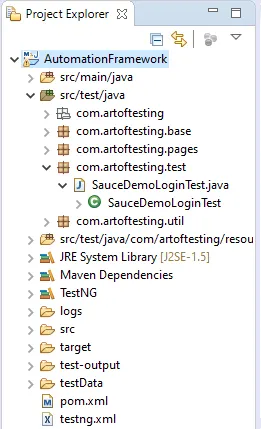 Project Explorer
AutomationFramework
src/main/java
src/test/java
com.artoftesting
com.artoftesting.base
com.artoftesting.pages
com.artoftesting.test
SauceDemoLoginTest.java
SauceDemoLoginTest
com.artoftesting.util
src/test/java/com/artoftesting/resou
JRE System Library [J2SE-1.5]
Maven Dependencies
TestNG
logs
src
target
test-output
testData
pom.xml
testng.xml